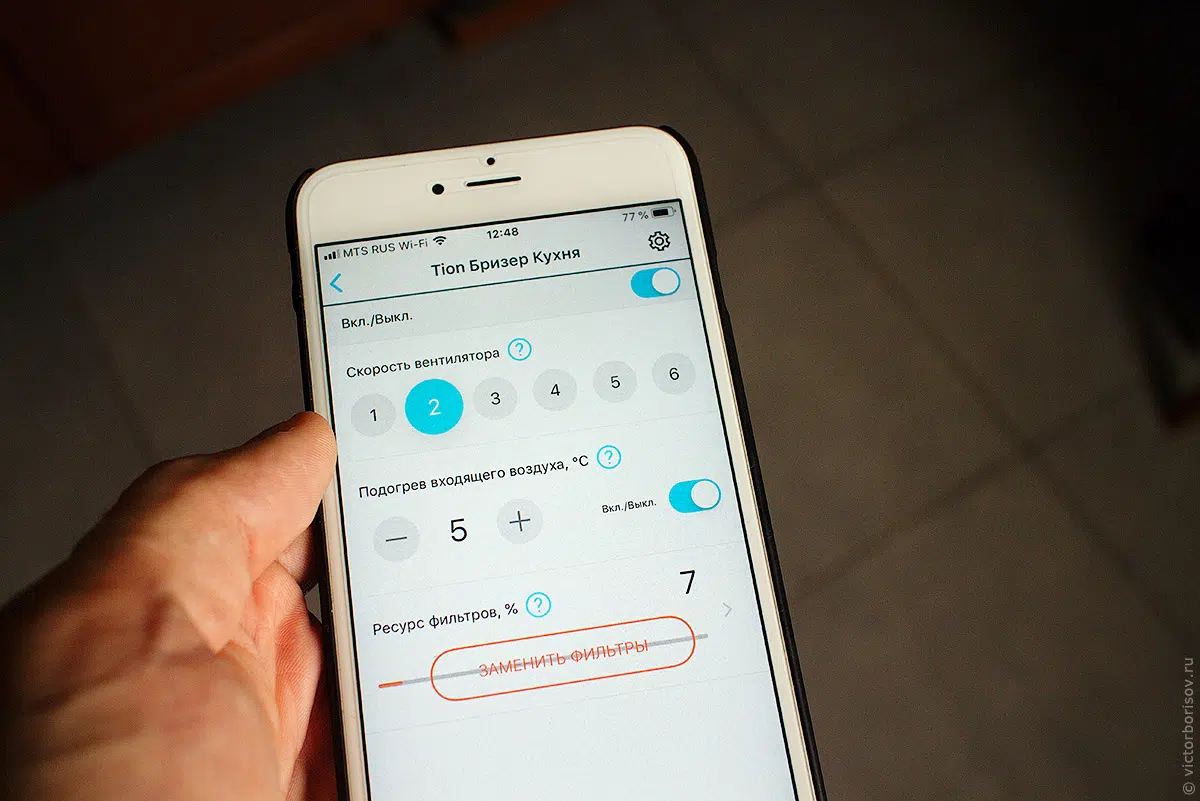 MTS RUS Wi-Fi 12:48 77 %
Tion Бризер Кухня
Вкл./Выкл.
Скорость вентилятора ?
1 2 3 4 5 6
Подогрев входящего воздуха, °C ?
− 5 + Вкл./Выкл.
Ресурс фильтров, % ? 7
ЗАМЕНИТЬ ФИЛЬТРЫ
© victorborisov.ru